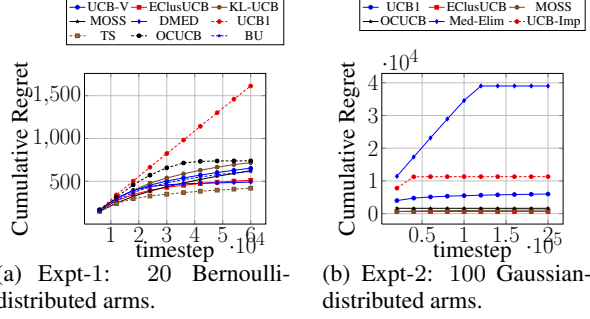 UCB-V EClusUCB KL-UCB
MOSS DMED UCB1
TS OCUCB BU
Cumulative Regret
1,500
1,000
500
1 2 3 4 5 6
timestep ·10^4
(a) Expt-1: 20 Bernoulli-
distributed arms.
UCB1 EClusUCB MOSS
OCUCB Med-Elim UCB-Imp
·10^4
Cumulative Regret
4
3
2
1
0
0.5 1 1.5 2
timestep ·10^5
(b) Expt-2: 100 Gaussian-
distributed arms.